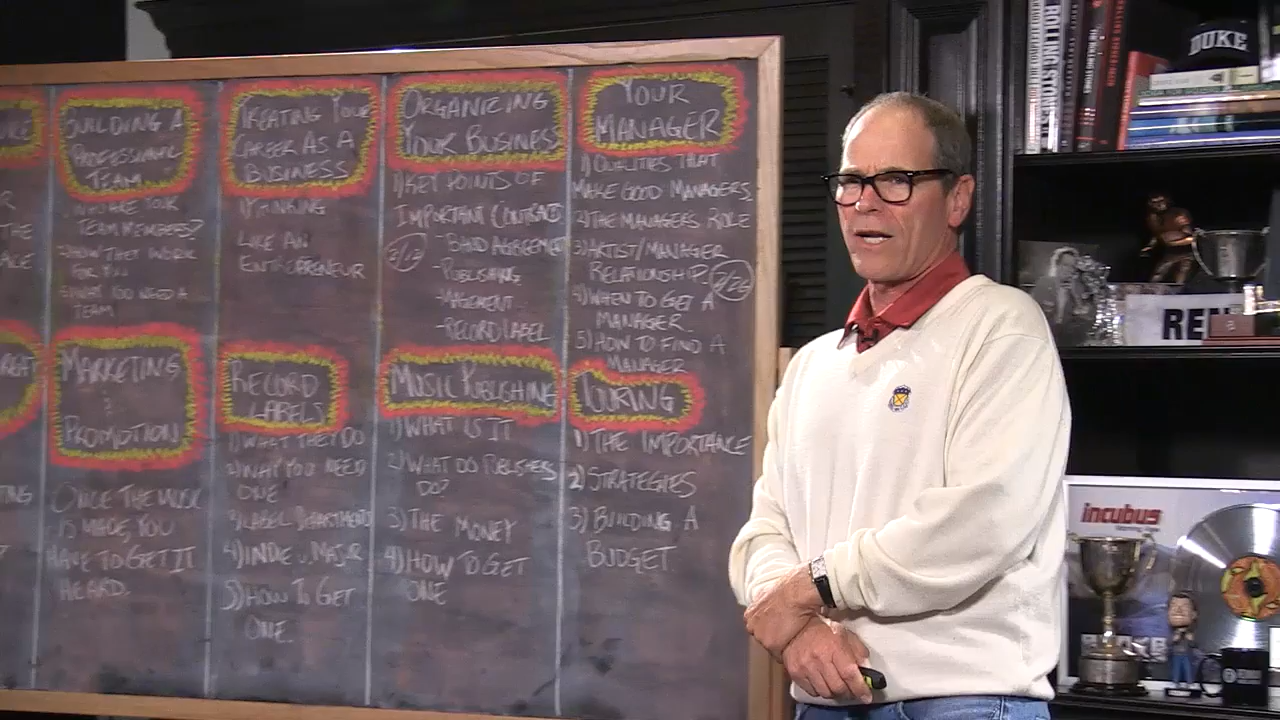 BUILDING A
PROFESSIONAL
TEAM
TEAM MEMBERS?
2) HOW THEY WORK
FOR YOU
3) WHY YOU NEED A
TEAM
MARKETING
PROMOTION
ONCE THE MUSIC
IS MADE, YOU
HAVE TO GET IT
HEARD.
TREATING YOUR
CAREER AS A
BUSINESS
1) THINKING
LIKE AN
ENTREPRENEUR
RECORD
LABELS
1) WHAT THEY DO
2) WHY YOU NEED
ONE
3) LABEL DEPARTMENTS
4) INDIE v. MAJOR
5) HOW TO GET
ONE.
ORGANIZING
YOUR BUSINESS
1) KEY POINTS OF
IMPORTANT CONTRACTS
- BAND AGREEMENT
- PUBLISHING
- RECORD LABEL
MUSIC PUBLISHING
1) WHAT IS IT
2) WHAT DO PUBLISHERS
DO?
3) THE MONEY
4) HOW TO GET
ONE
YOUR
MANAGER
1) QUALITIES THAT
MAKE GOOD MANAGERS
2) THE MANAGERS ROLE
3) ARTIST/MANAGER
RELATIONSHIP
4) WHEN TO GET A
MANAGER
5) HOW TO FIND A
MANAGER
TOURING
1) THE IMPORTANCE
2) STRATEGIES
3) BUILDING A
BUDGET
ROLLING STONES
DUKE
REN
incubus